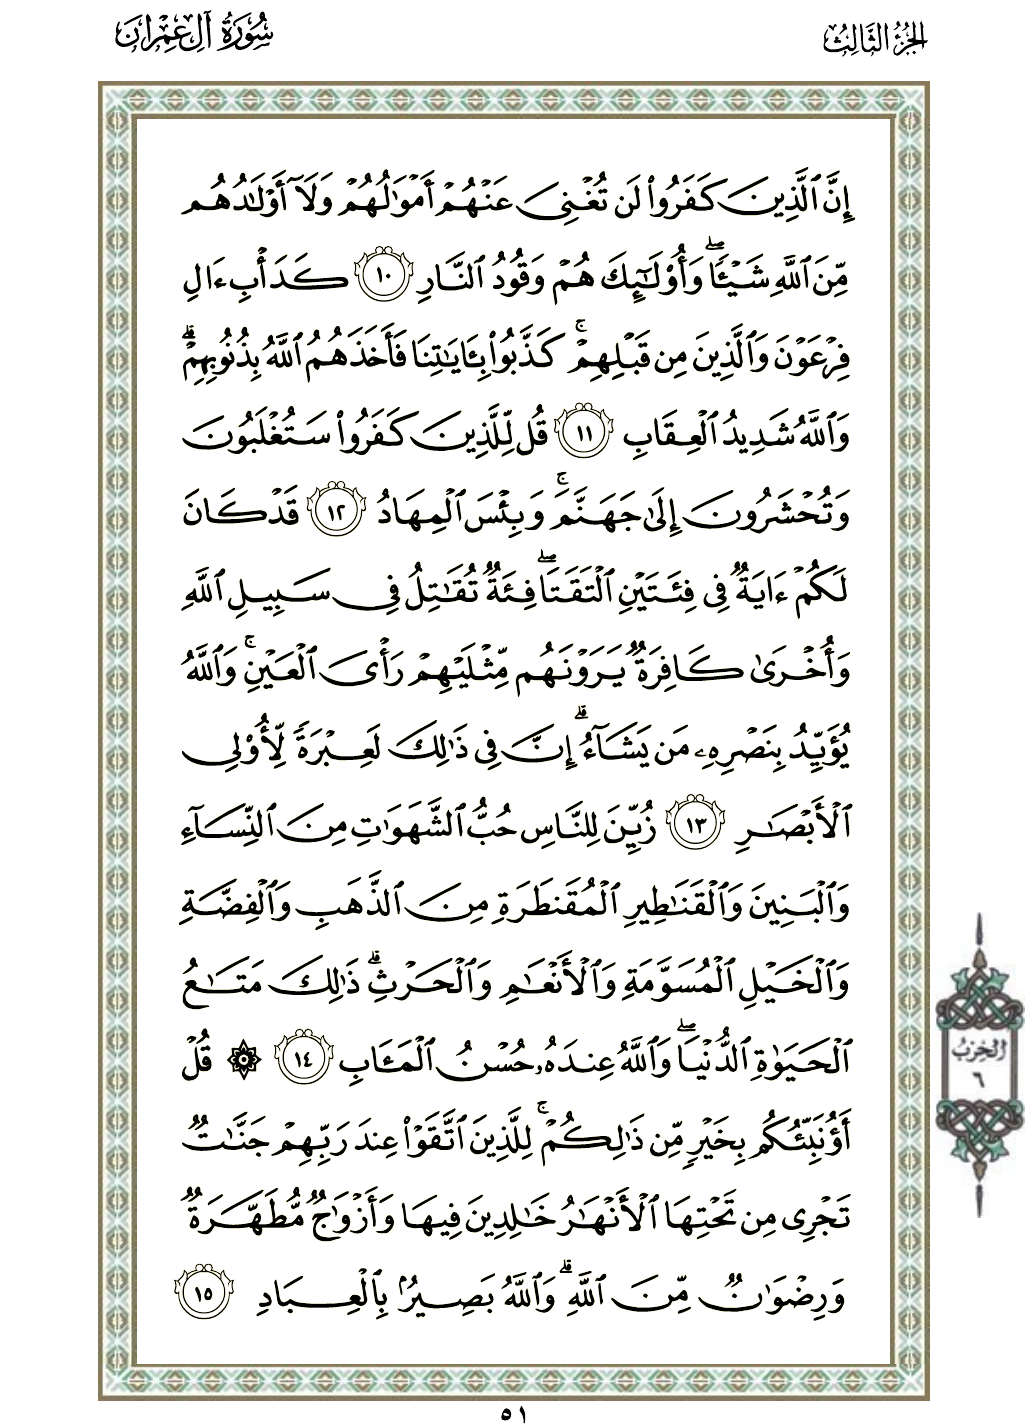 الجزء الثالث
سورة آل عمران
إِنَّ ٱلَّذِينَ كَفَرُوا۟ لَن تُغْنِىَ عَنْهُمْ أَمْوَٰلُهُمْ وَلَآ أَوْلَـٰدُهُم
مِّنَ ٱللَّهِ شَيْـًٔا ۖ وَأُو۟لَـٰٓئِكَ هُمْ وَقُودُ ٱلنَّارِ ١٠ كَدَأْبِ ءَالِ
فِرْعَوْنَ وَٱلَّذِينَ مِن قَبْلِهِمْ ۚ كَذَّبُوا۟ بِـَٔايَـٰتِنَا فَأَخَذَهُمُ ٱللَّهُ بِذُنُوبِهِمْ ۗ
وَٱللَّهُ شَدِيدُ ٱلْعِقَابِ ١١ قُل لِّلَّذِينَ كَفَرُوا۟ سَتُغْلَبُونَ
وَتُحْشَرُونَ إِلَىٰ جَهَنَّمَ ۚ وَبِئْسَ ٱلْمِهَادُ ١٢ قَدْ كَانَ
لَكُمْ ءَايَةٌ فِى فِئَتَيْنِ ٱلْتَقَتَا ۖ فِئَةٌ تُقَـٰتِلُ فِى سَبِيلِ ٱللَّهِ
وَأُخْرَىٰ كَافِرَةٌ يَرَوْنَهُم مِّثْلَيْهِمْ رَأْىَ ٱلْعَيْنِ ۚ وَٱللَّهُ
يُؤَيِّدُ بِنَصْرِهِۦ مَن يَشَآءُ ۗ إِنَّ فِى ذَٰلِكَ لَعِبْرَةً لِّأُو۟لِى
ٱلْأَبْصَـٰرِ ١٣ زُيِّنَ لِلنَّاسِ حُبُّ ٱلشَّهَوَٰتِ مِنَ ٱلنِّسَآءِ
وَٱلْبَنِينَ وَٱلْقَنَـٰطِيرِ ٱلْمُقَنطَرَةِ مِنَ ٱلذَّهَبِ وَٱلْفِضَّةِ
وَٱلْخَيْلِ ٱلْمُسَوَّمَةِ وَٱلْأَنْعَـٰمِ وَٱلْحَرْثِ ۗ ذَٰلِكَ مَتَـٰعُ
ٱلْحَيَوٰةِ ٱلدُّنْيَا ۖ وَٱللَّهُ عِندَهُۥ حُسْنُ ٱلْمَـَٔابِ ١٤ ۞ قُلْ
أَؤُنَبِّئُكُم بِخَيْرٍ مِّن ذَٰلِكُمْ ۚ لِلَّذِينَ ٱتَّقَوْا۟ عِندَ رَبِّهِمْ جَنَّـٰتٌ
تَجْرِى مِن تَحْتِهَا ٱلْأَنْهَـٰرُ خَـٰلِدِينَ فِيهَا وَأَزْوَٰجٌ مُّطَهَّرَةٌ
وَرِضْوَٰنٌ مِّنَ ٱللَّهِ ۗ وَٱللَّهُ بَصِيرٌۢ بِٱلْعِبَادِ ١٥
الحزب
٦
٥١